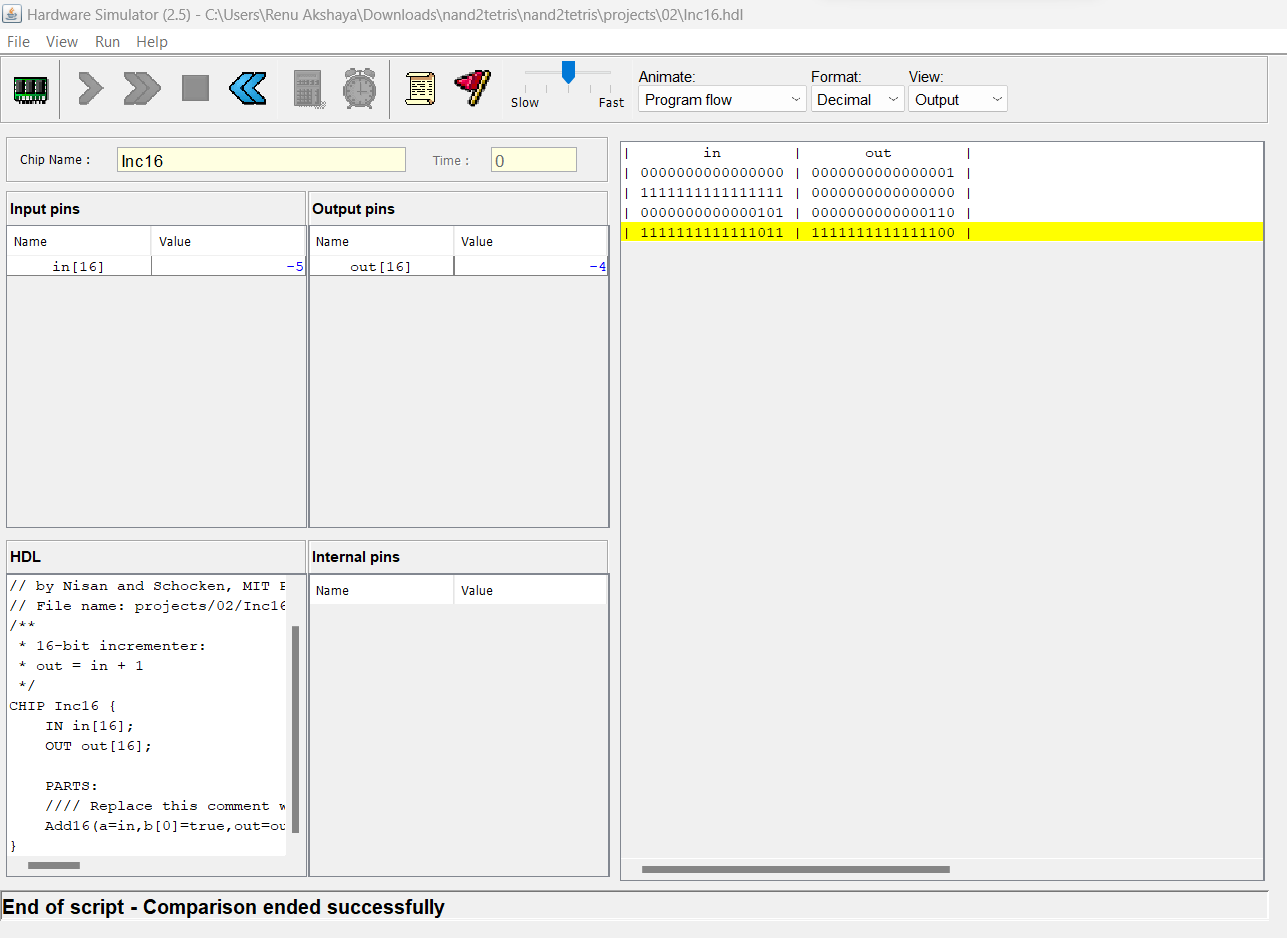 Hardware Simulator (2.5) - C:\Users\Renu Akshaya\Downloads\nand2tetris\nand2tetris\projects\02\Inc16.hdl
File View Run Help
Slow Fast
Animate: Format: View:
Program flow Decimal Output
Chip Name : Inc16 Time : 0
Input pins
Name Value
in[16] -5
Output pins
Name Value
out[16] -4
HDL
// by Nisan and Schocken, MIT
// File name: projects/02/Inc16
/**
 * 16-bit incrementer:
 * out = in + 1
 */
CHIP Inc16 {
    IN in[16];
    OUT out[16];
    PARTS:
    //// Replace this comment
    Add16(a=in,b[0]=true,out=ou
}
Internal pins
Name Value
| in | out |
| 0000000000000000 | 0000000000000001 |
| 1111111111111111 | 0000000000000000 |
| 0000000000000101 | 0000000000000110 |
| 1111111111111011 | 1111111111111100 |
End of script - Comparison ended successfully